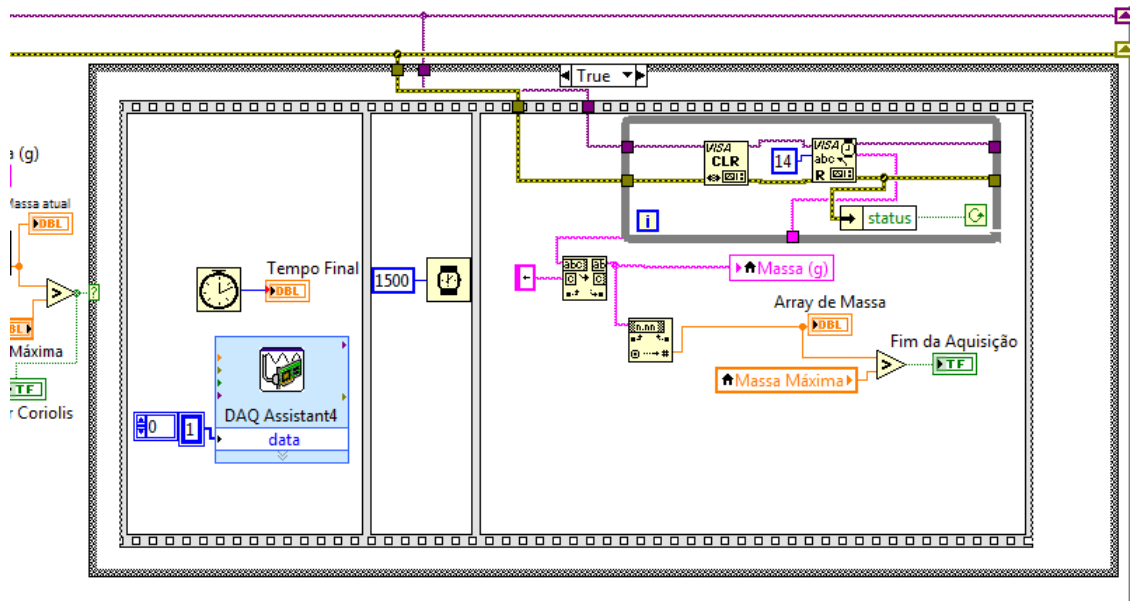 True
(g)
Massa atual
DBL
Máxima
TF
Coriolis
?
Tempo Final
DBL
DAQ Assistant4
0
1
data
1500
VISA
CLR
14
VISA
abc
R
status
i
Massa (g)
n.nn
Array de Massa
DBL
Fim da Aquisição
TF
Massa Máxima